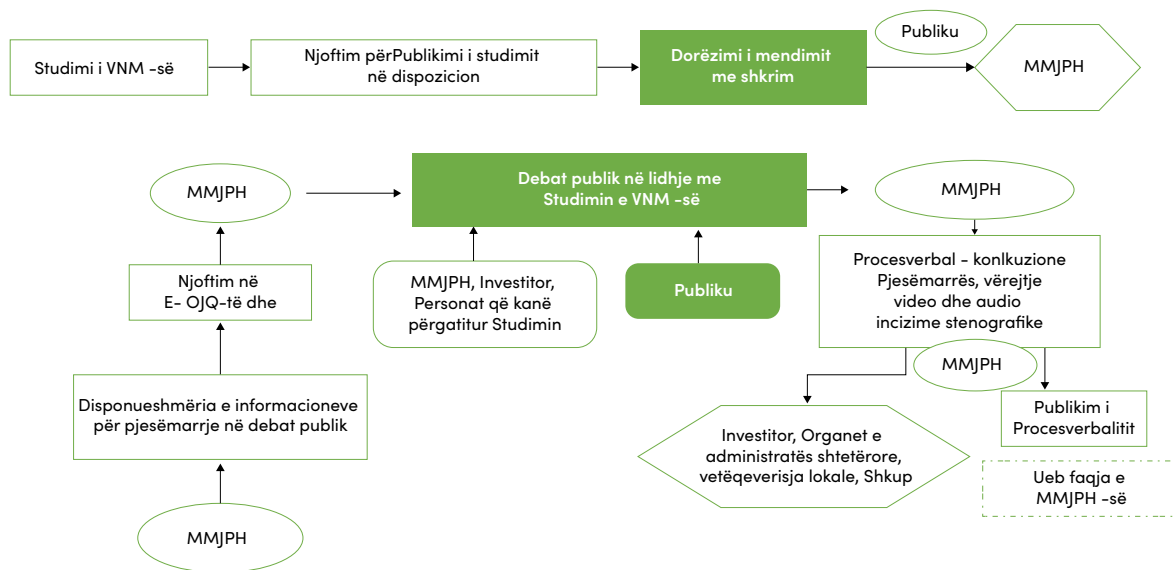 Studimi i VNM -së
Njoftim përPublikimi i studimit
në dispozicion
Dorëzimi i mendimit
me shkrim
Publiku
MMJPH
MMJPH
Debat publik në lidhje me
Studimin e VNM -së
MMJPH
Njoftim në
E- OJQ-të dhe
MMJPH, Investitor,
Personat që kanë
përgatitur Studimin
Publiku
Procesverbal - konlkuzione
Pjesëmarrës, vërejtje
video dhe audio
incizime stenografike
MMJPH
Disponueshmëria e informacioneve
për pjesëmarrje në debat publik
Investitor, Organet e
administratës shtetërore,
vetëqeverisja lokale, Shkup
Publikim i
Procesverbalitit
Ueb faqja e
MMJPH -së
MMJPH